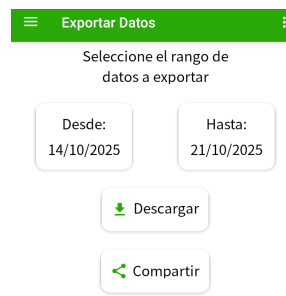 Exportar Datos
Seleccione el rango de
datos a exportar
Desde:
14/10/2025
Hasta:
21/10/2025
Descargar
Compartir